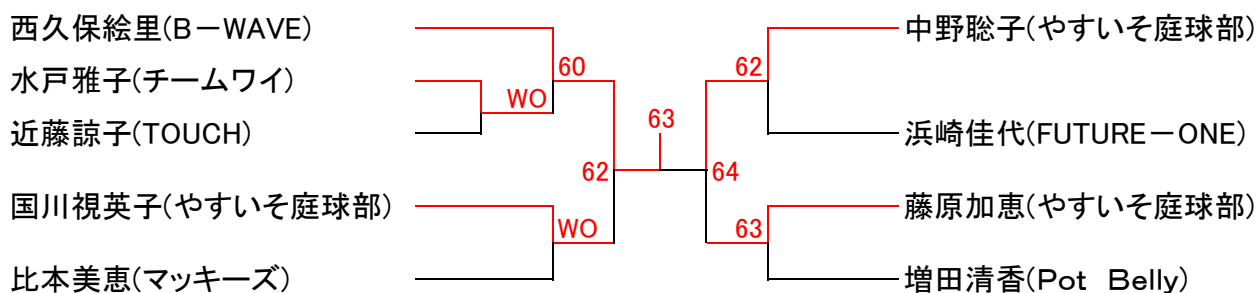 西久保絵里(B－WAVE)
中野聡子(やすいそ庭球部)
60
62
水戸雅子(チームワイ)
WO
63
近藤諒子(TOUCH)
浜崎佳代(FUTURE－ONE)
62
64
国川視英子(やすいそ庭球部)
藤原加恵(やすいそ庭球部)
WO
63
比本美恵(マッキーズ)
増田清香(Pot Belly)